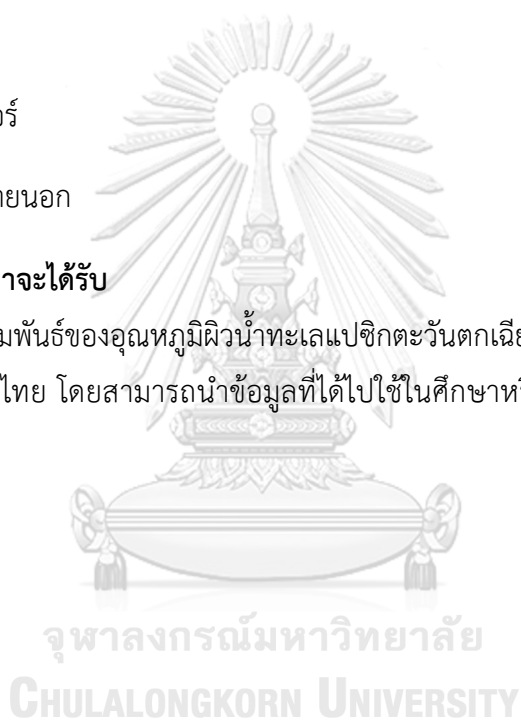 อร์
ายนอก
าจะได้รับ
มพันธ์ของอุณหภูมิผิวน้ำทะเลแปซิกตะวันตกเฉีย
ไทย โดยสามารถนำข้อมูลที่ได้ไปใช้ในศึกษาหรื
จุฬาลงกรณ์มหาวิทยาลัย
CHULALONGKORN UNIVERSITY